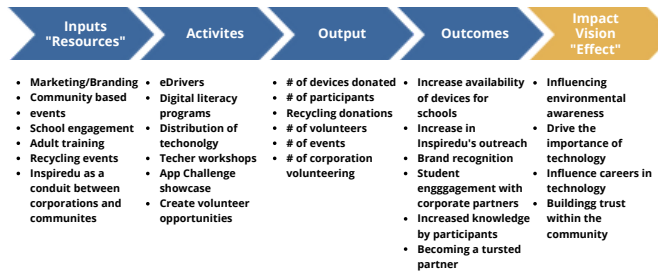 Inputs
"Resources"
Activites
Output
Outcomes
Impact
Vision
"Effect"
• Marketing/Branding
• Community based
• events
• School engagement
• Adult training
• Recycling events
• Inspiredu as a
conduit between
corporations and
communites
• eDrivers
• Digital literacy
programs
• Distribution of
techonolgy
• Techer workshops
• App Challenge
showcase
• Create volunteer
opportunities
• # of devices donated
• # of participants
• Recycling donations
• # of volunteers
• # of events
• # of corporation
volunteering
• Increase availability
of devices for
schools
• Increase in
Inspiredu's outreach
• Brand recognition
• Student
engggagement with
corporate partners
• Increased knowledge
by participants
• Becoming a tursted
partner
• Influencing
environmental
awareness
• Drive the
importance of
technology
• Influence careers in
technology
• Buildingg trust
within the
community